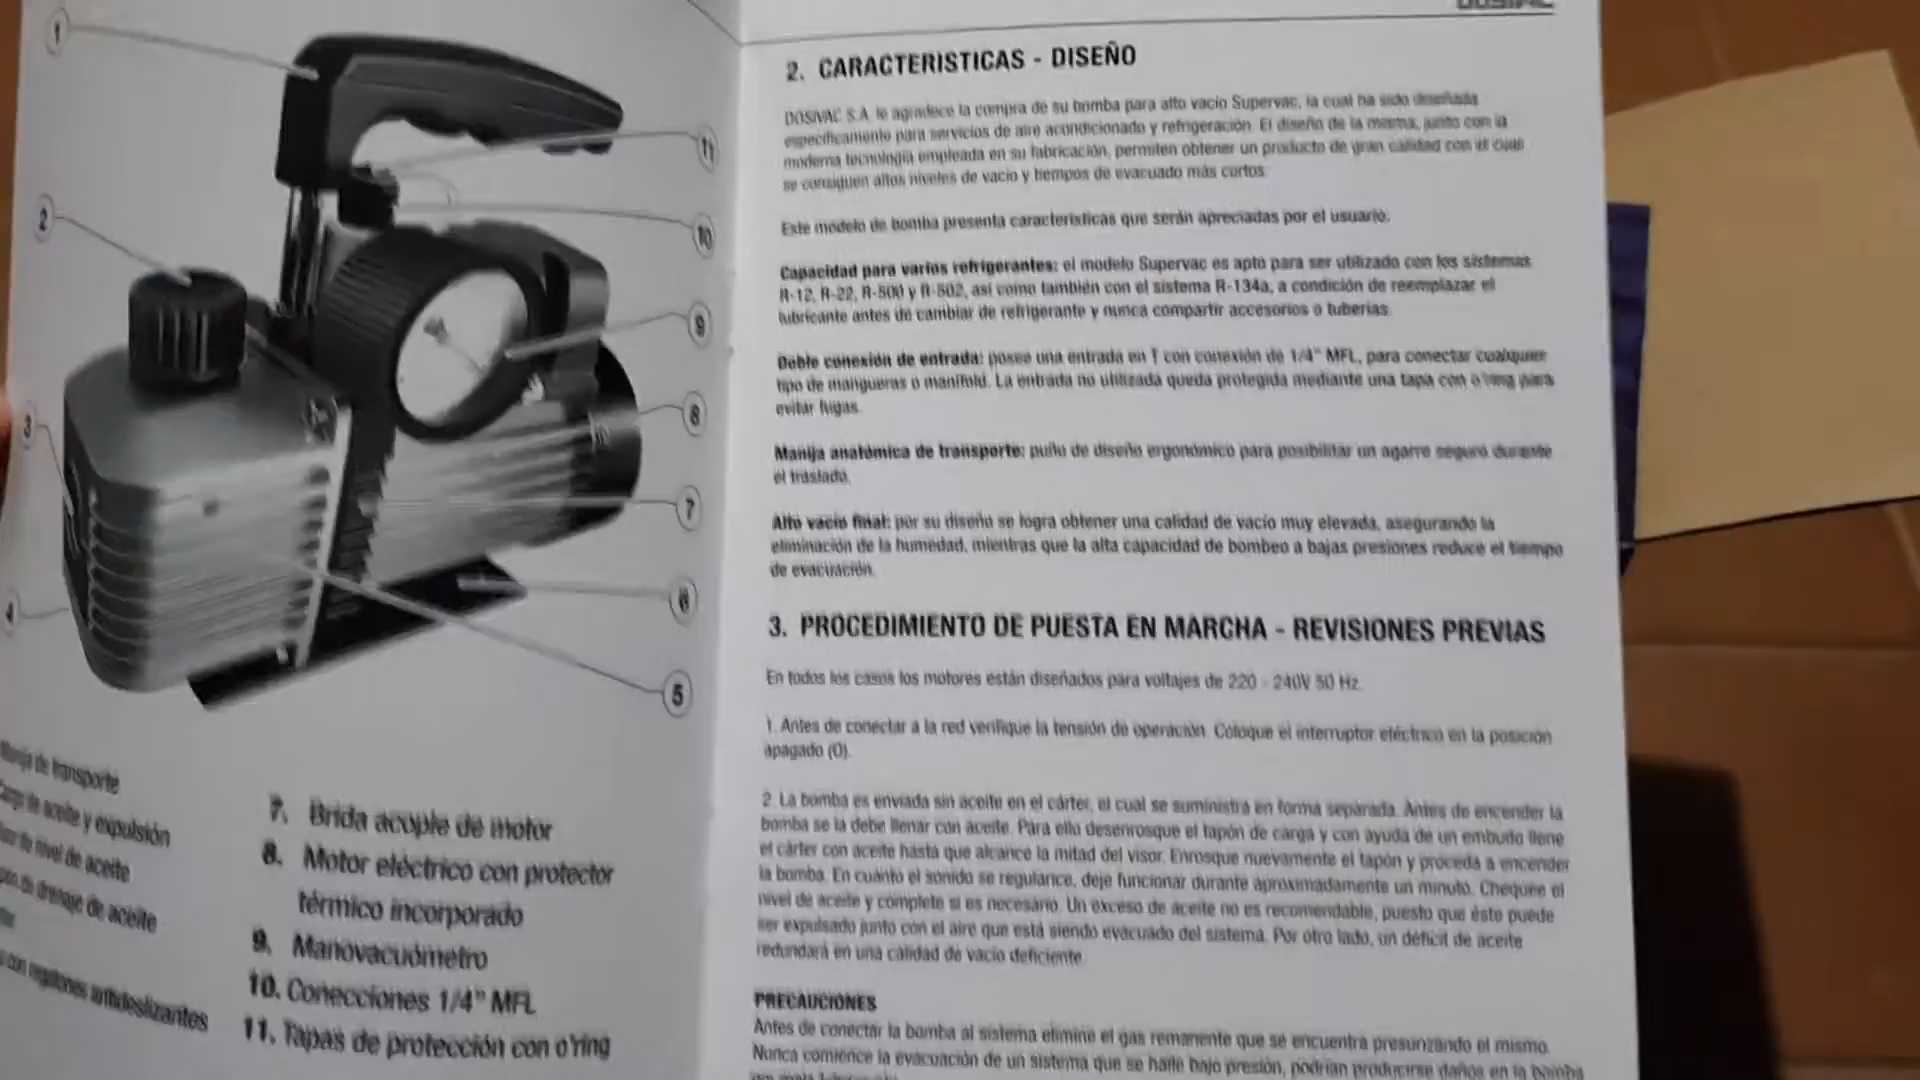 1
2
3
4
11
10
9
8
7
6
5
de transporte
de aceite y expulsión
de nivel de aceite
de drenaje de aceite
con regatones antideslizantes
7. Brida acople de motor
8. Motor eléctrico con protector
térmico incorporado
9. Manovacuómetro
10. Conecciones 1/4" MFL
11. Tapas de protección con o'ring
2. CARACTERISTICAS - DISEÑO
DOSIVAC S.A. le agradece la compra de su bomba para alto vacío Supervac, la cual ha sido diseñada
específicamente para servicios de aire acondicionado y refrigeración. El diseño de la misma, junto con la
moderna tecnología empleada en su fabricación, permiten obtener un producto de gran calidad con el cual
se consiguen altos niveles de vacío y tiempos de evacuado más cortos.
Este modelo de bomba presenta características que serán apreciadas por el usuario.
Capacidad para varios refrigerantes: el modelo Supervac es apto para ser utilizado con los sistemas
R-12, R-22, R-500 y R-502, así como también con el sistema R-134a, a condición de reemplazar el
lubricante antes de cambiar de refrigerante y nunca compartir accesorios o tuberías.
Doble conexión de entrada: posee una entrada en T con conexión de 1/4" MFL, para conectar cualquier
tipo de mangueras o manifold. La entrada no utilizada queda protegida mediante una tapa con o'ring para
evitar fugas.
Manija anatómica de transporte: puño de diseño ergonómico para posibilitar un agarre seguro durante
el traslado.
Alto vacío final: por su diseño se logra obtener una calidad de vacío muy elevada, asegurando la
eliminación de la humedad, mientras que la alta capacidad de bombeo a bajas presiones reduce el tiempo
de evacuación.
3. PROCEDIMIENTO DE PUESTA EN MARCHA - REVISIONES PREVIAS
En todos los casos los motores están diseñados para voltajes de 220 - 240V 50 Hz.
1. Antes de conectar a la red verifique la tensión de operación. Coloque el interruptor eléctrico en la posición
apagado (O).
2. La bomba es enviada sin aceite en el cárter, el cual se suministra en forma separada. Antes de encender la
bomba se la debe llenar con aceite. Para ello desenrosque el tapón de carga y con ayuda de un embudo llene
el cárter con aceite hasta que alcance la mitad del visor. Enrosque nuevamente el tapón y proceda a encender
la bomba. En cuánto el sonido se regularice, deje funcionar durante aproximadamente un minuto. Chequee el
nivel de aceite y complete si es necesario. Un exceso de aceite no es recomendable, puesto que éste puede
ser expulsado junto con el aire que está siendo evacuado del sistema. Por otro lado, un déficit de aceite
redundará en una calidad de vacío deficiente.
PRECAUCIONES
Antes de conectar la bomba al sistema elimine el gas remanente que se encuentra presurizando el mismo.
Nunca comience la evacuación de un sistema que se halle bajo presión, podrían producirse daños en la bomba